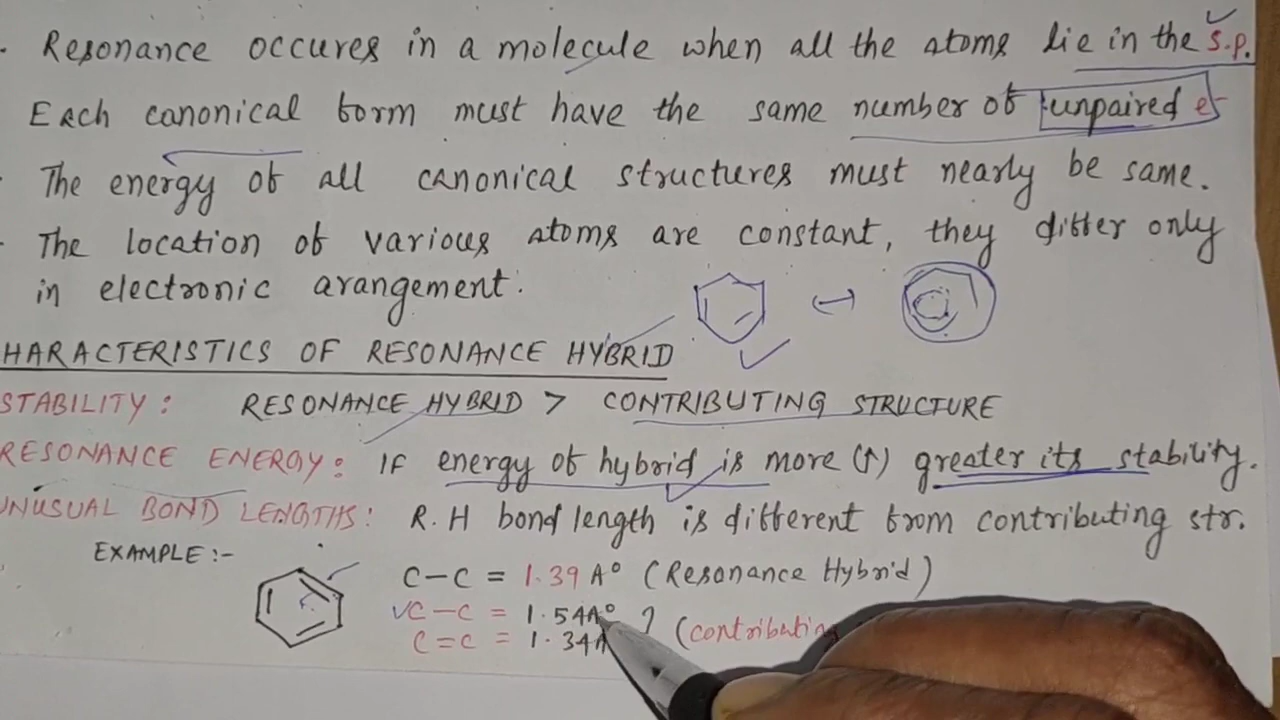 Resonance occures in a molecule when all the atoms lie in the S.P.
Each canonical form must have the same number of unpaired e-s
The energy of all canonical structures must nearly be same.
The location of various atoms are constant, they differ only
in electronic arangement.
HARACTERISTICS OF RESONANCE HYBRID
STABILITY: RESONANCE HYBRID > CONTRIBUTING STRUCTURE
RESONANCE ENERGY: IF energy of hybrid is more (↑) greater its stability.
UNUSUAL BOND LENGTHS: R.H bond length is different from contributing str.
EXAMPLE:-
C-C = 1.39 A° (Resonance Hybrid)
C-C = 1.54A°
C=C = 1.34A
(contributin